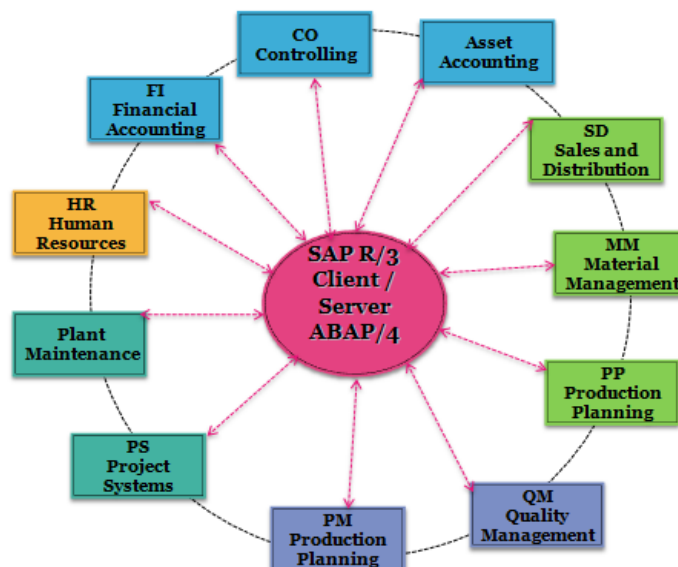 CO
Controlling
Asset
Accounting
FI
Financial
Accounting
SD
Sales and
Distribution
HR
Human
Resources
SAP R/3
Client /
Server
ABAP/4
MM
Material
Management
Plant
Maintenance
PP
Production
Planning
PS
Project
Systems
QM
Quality
Management
PM
Production
Planning